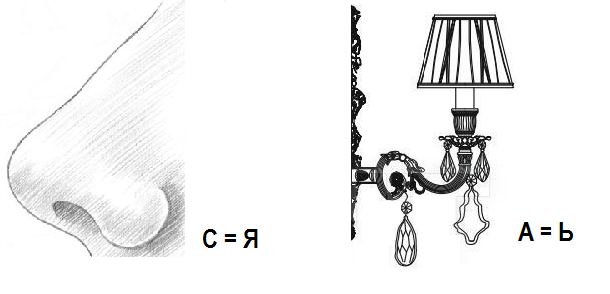 С = Я
А = Ь